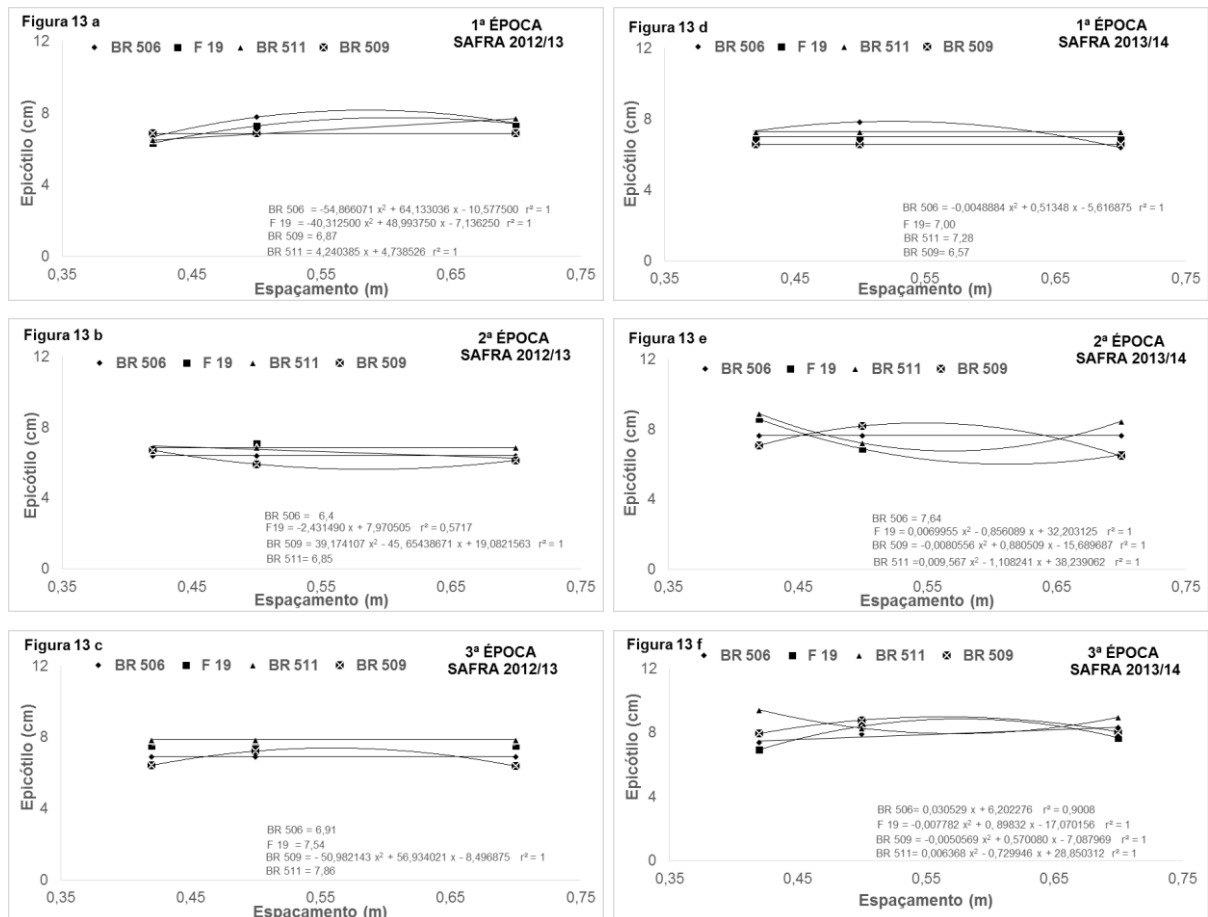 Figura 13 a
1ª ÉPOCA
SAFRA 2012/13
BR 506 F 19 BR 511 BR 509
Epicótilo (cm)
12
8
4
0
BR 506 = -54,866071 x² + 64,133036 x - 10,577500 r² = 1
F 19 = -40,312500 x² + 48,993750 x - 7,136250 r² = 1
BR 509 = 6,87
BR 511 = 4,240385 x + 4,738526 r² = 1
0,35 0,45 0,55 0,65 0,75
Espaçamento (m)
Figura 13 d
1ª ÉPOCA
SAFRA 2013/14
BR 506 F 19 BR 511 BR 509
Epicótilo (cm)
12
8
4
0
BR 506 = -0,0048884 x² + 0,51348 x - 5,616875 r² = 1
F 19= 7,00
BR 511 = 7,28
BR 509= 6,57
0,35 0,45 0,55 0,65 0,75
Espaçamento (m)
Figura 13 b
2ª ÉPOCA
SAFRA 2012/13
BR 506 F 19 BR 511 BR 509
Epicótilo (cm)
12
8
4
0
BR 506 = 6,4
F19 = -2,431490 x + 7,970505 r² = 0,5717
BR 509 = 39,174107 x² - 45, 65438671 x + 19,0821563 r² = 1
BR 511= 6,85
0,35 0,45 0,55 0,65 0,75
Espaçamento (m)
Figura 13 e
2ª ÉPOCA
SAFRA 2013/14
BR 506 F 19 BR 511 BR 509
Epicótilo (cm)
12
8
4
0
BR 506 = 7,64
F 19 = 0,0069955 x² - 0,856089 x + 32,203125 r² = 1
BR 509 = -0,0080556 x² + 0,880509 x - 15,689687 r² = 1
BR 511 =0,009,567 x² - 1,108241 x + 38,239062 r² = 1
0,35 0,45 0,55 0,65 0,75
Espaçamento (m)
Figura 13 c
3ª ÉPOCA
SAFRA 2012/13
BR 506 F 19 BR 511 BR 509
Epicótilo (cm)
12
8
4
0
BR 506 = 6,91
F 19 = 7,54
BR 509 = - 50,982143 x² + 56,934021 x - 8,496875 r² = 1
BR 511 = 7,86
0,35 0,45 0,55 0,65 0,75
Espaçamento (m)
Figura 13 f
3ª ÉPOCA
SAFRA 2013/14
BR 506 F 19 BR 511 BR 509
Epicótilo (cm)
12
8
4
0
BR 506= 0,030529 x + 6,202276 r² = 0,9008
F 19 = -0,007782 x² + 0, 89832 x - 17,070156 r² = 1
BR 509 = -0,0050569 x² + 0,570080 x - 7,087969 r² = 1
BR 511= 0,006368 x² - 0,729946 x + 28,850312 r² = 1
0,35 0,45 0,55 0,65 0,75
Espaçamento (m)